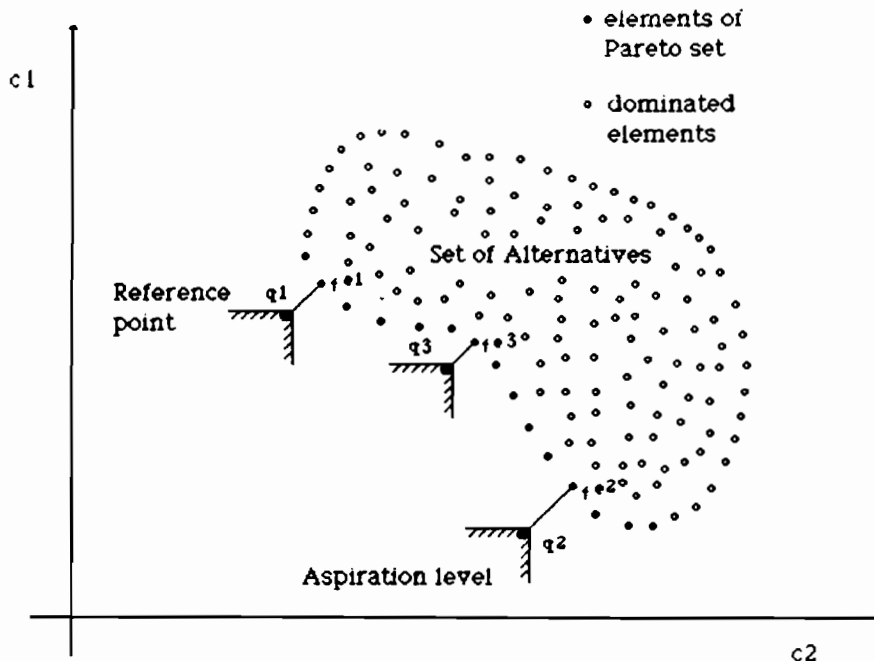 elements of
Pareto set
c1
dominated
elements
Set of Alternatives
Reference
point
q1
f e1
q3
f e3
f e2
q2
Aspiration level
c2